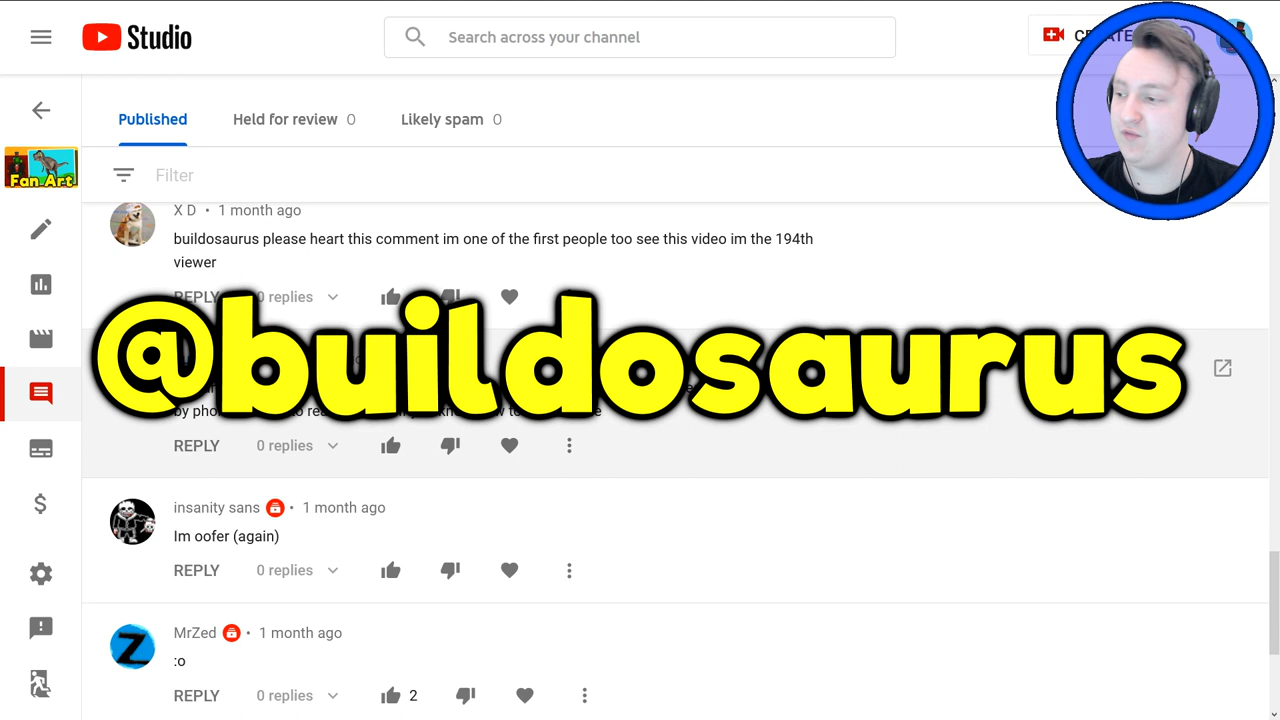 Studio
Search across your channel
Published
Held for review 0
Likely spam 0
Fan Art
Filter
X D • 1 month ago
buildosaurus please heart this comment im one of the first people too see this video im the 194th
viewer
REPLY 0 replies
@buildosaurus
by
REPLY 0 replies
insanity sans • 1 month ago
Im oofer (again)
REPLY 0 replies
MrZed • 1 month ago
:o
REPLY 0 replies 2